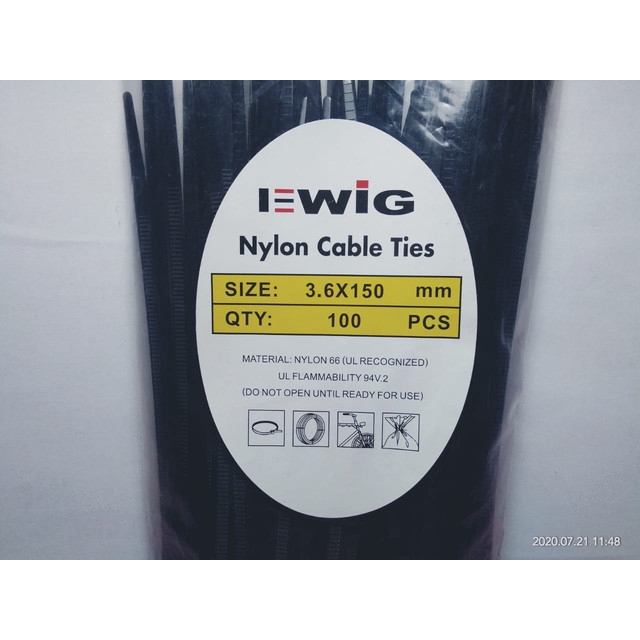 EWiG
Nylon Cable Ties
SIZE: 3.6X150 mm
QTY: 100 PCS
MATERIAL: NYLON 66 (UL RECOGNIZED)
UL FLAMMABILITY 94V.2
(DO NOT OPEN UNTIL READY FOR USE)
2020.07.21 11:48